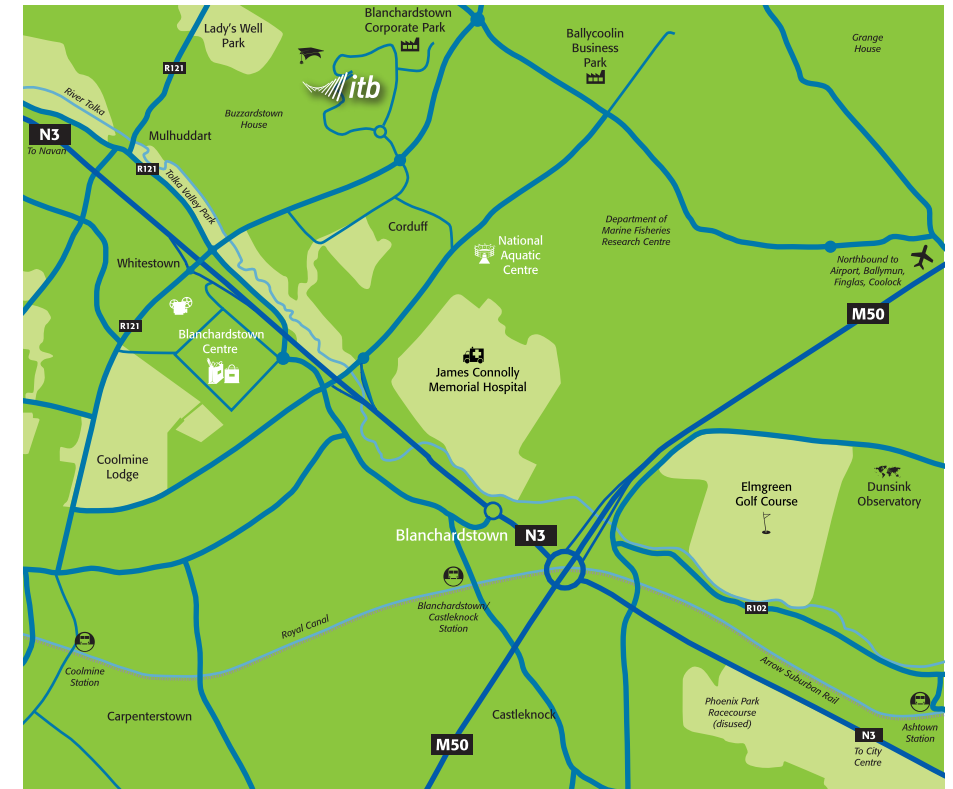 Blanchardstown
Corporate Park
Lady's Well
Park
Ballycoolin
Business
Park
Grange
House
R121
itb
River Tolka
Buzzardstown
House
N3
To Navan
Mulhuddart
R121
Tolka Valley Park
Corduff
Department of
Marine Fisheries
Research Centre
National
Aquatic
Centre
Whitestown
Northbound to
Airport, Ballymun,
Finglas, Coolock
M50
R121
Blanchardstown
Centre
James Connolly
Memorial Hospital
Coolmine
Lodge
Elmgreen
Golf Course
Dunsink
Observatory
Blanchardstown
N3
Blanchardstown/
Castleknock
Station
R102
Royal Canal
Coolmine
Station
Arrow Suburban Rail
Phoenix Park
Racecourse
(disused)
Ashtown
Station
Carpenterstown
Castleknock
M50
N3
To City
Centre